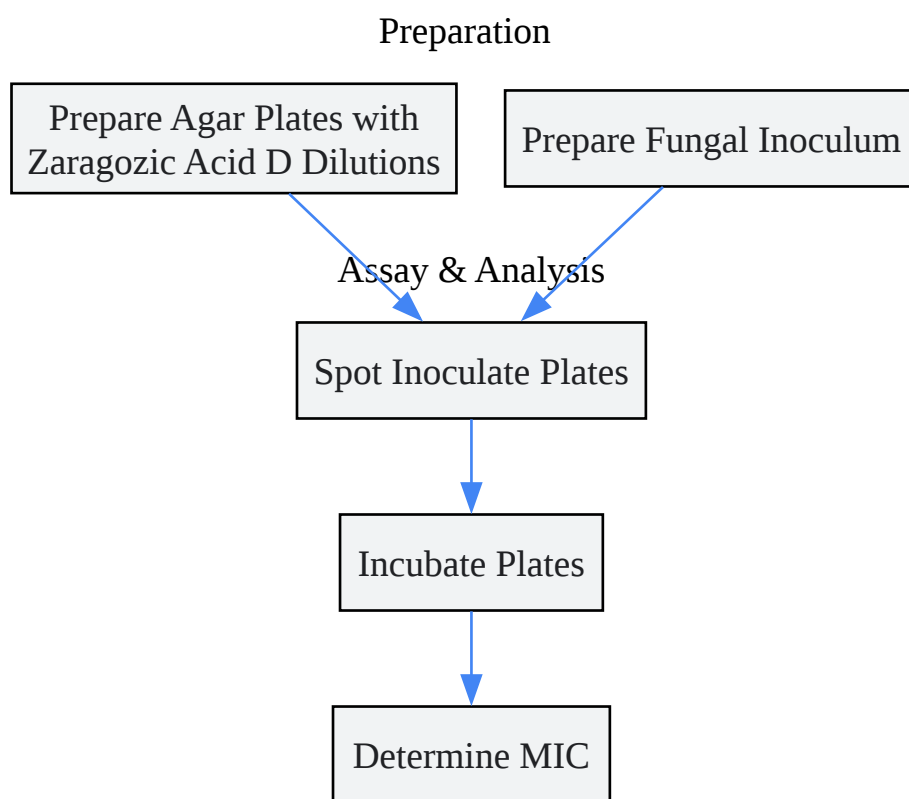 Preparation
Prepare Agar Plates with
Zaragozic Acid D Dilutions
Prepare Fungal Inoculum
Assay & Analysis
Spot Inoculate Plates
Incubate Plates
Determine MIC